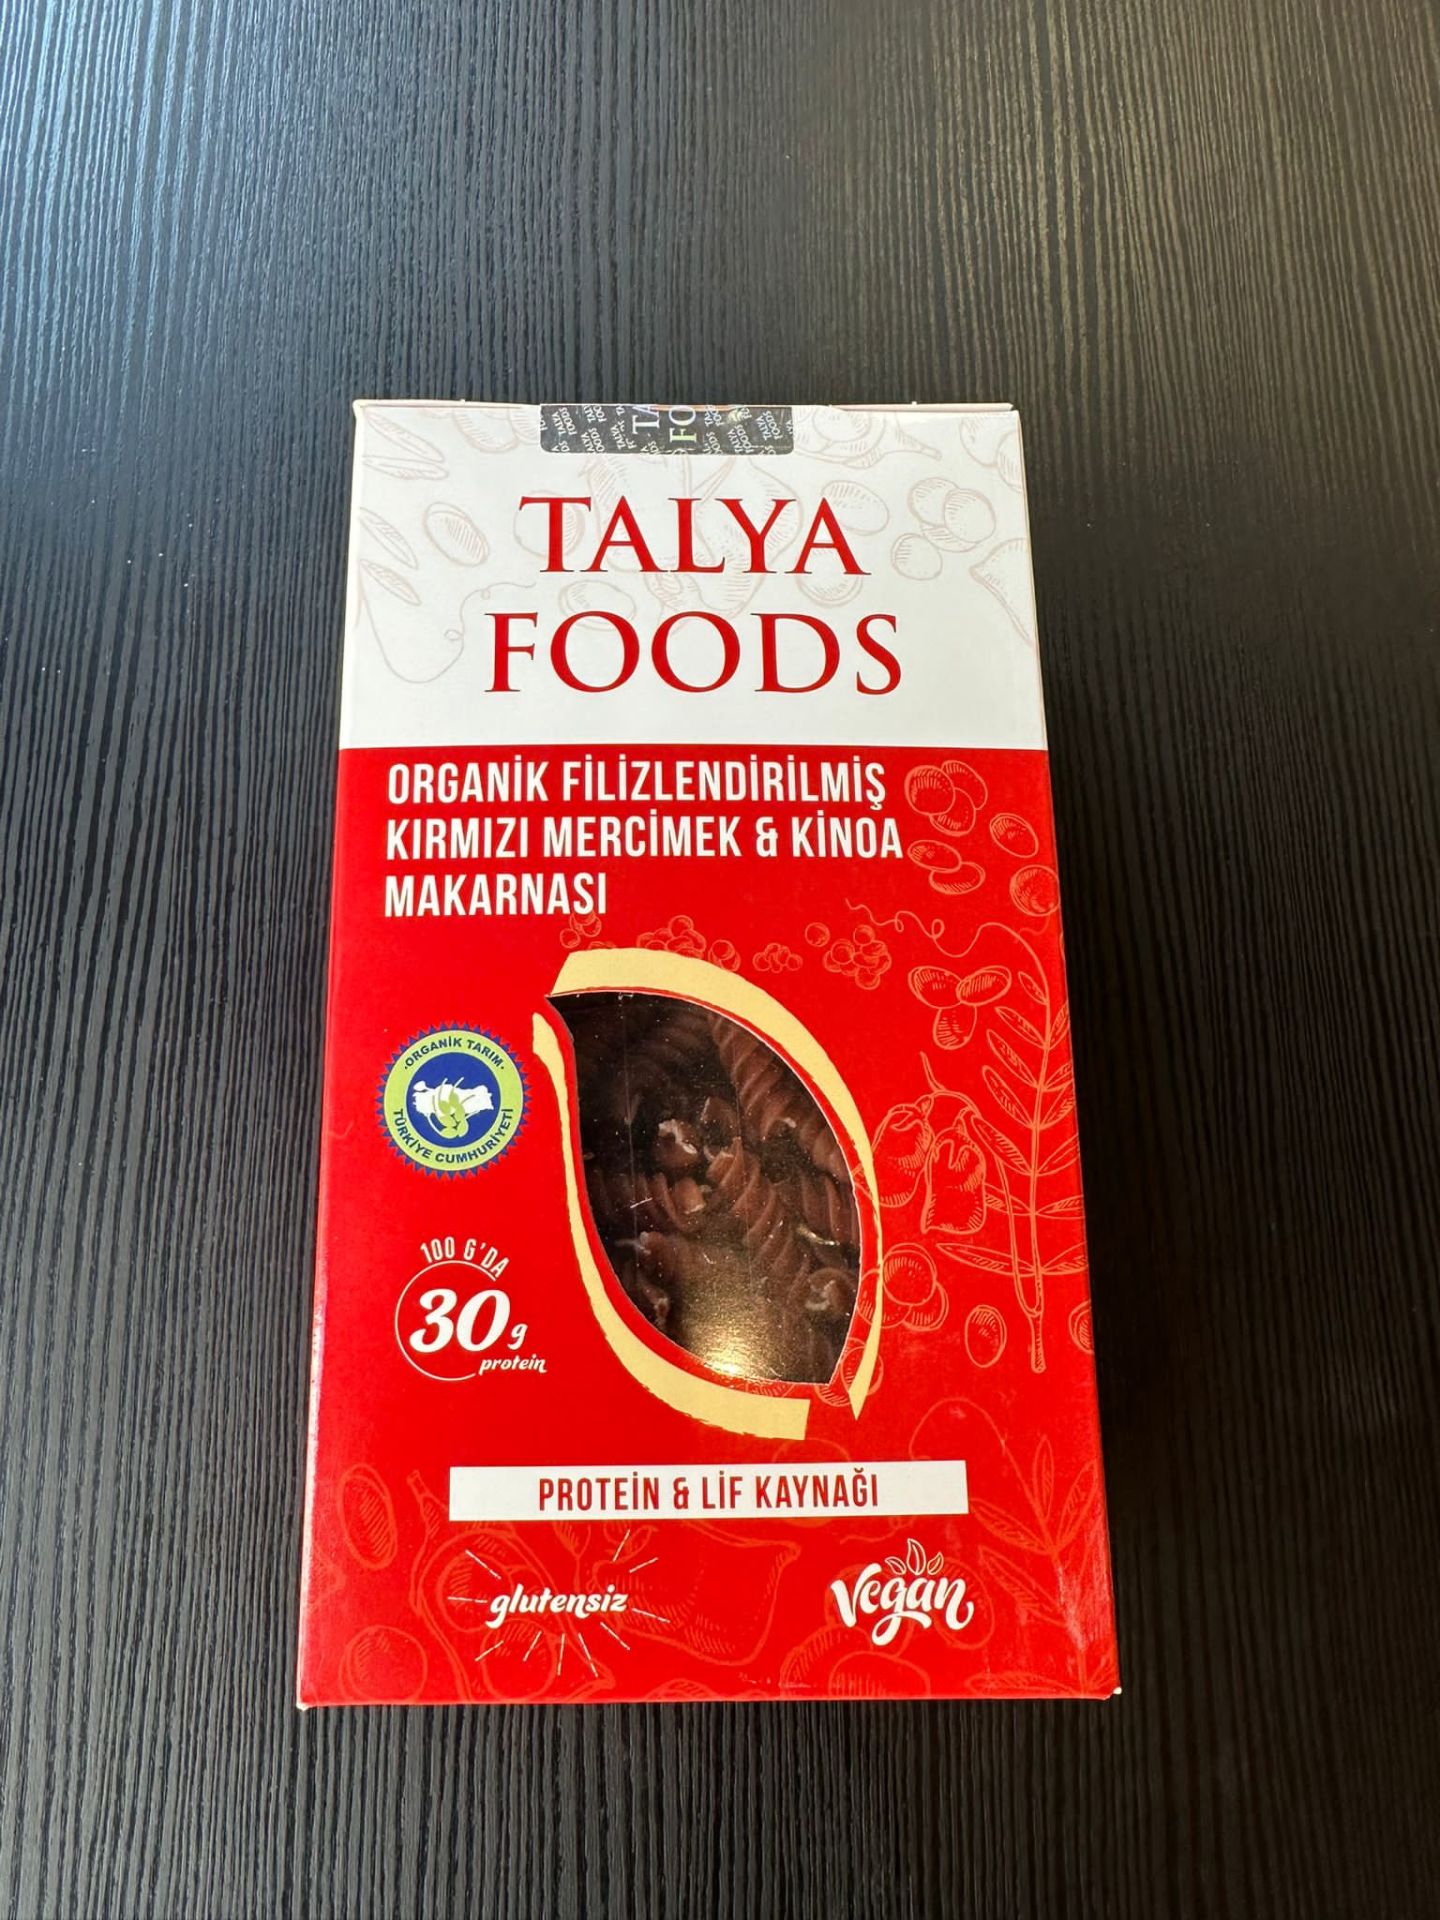 TALYA
FOODS
ORGANİK FİLİZLENDİRİLMİŞ
KIRMIZI MERCİMEK & KİNOA
MAKARNASI
ORGANİK TARIM
TÜRKİYE CUMHURİYETİ
100 G'DA
30 g
protein
PROTEİN & LİF KAYNAĞI
glutensiz
Vegan